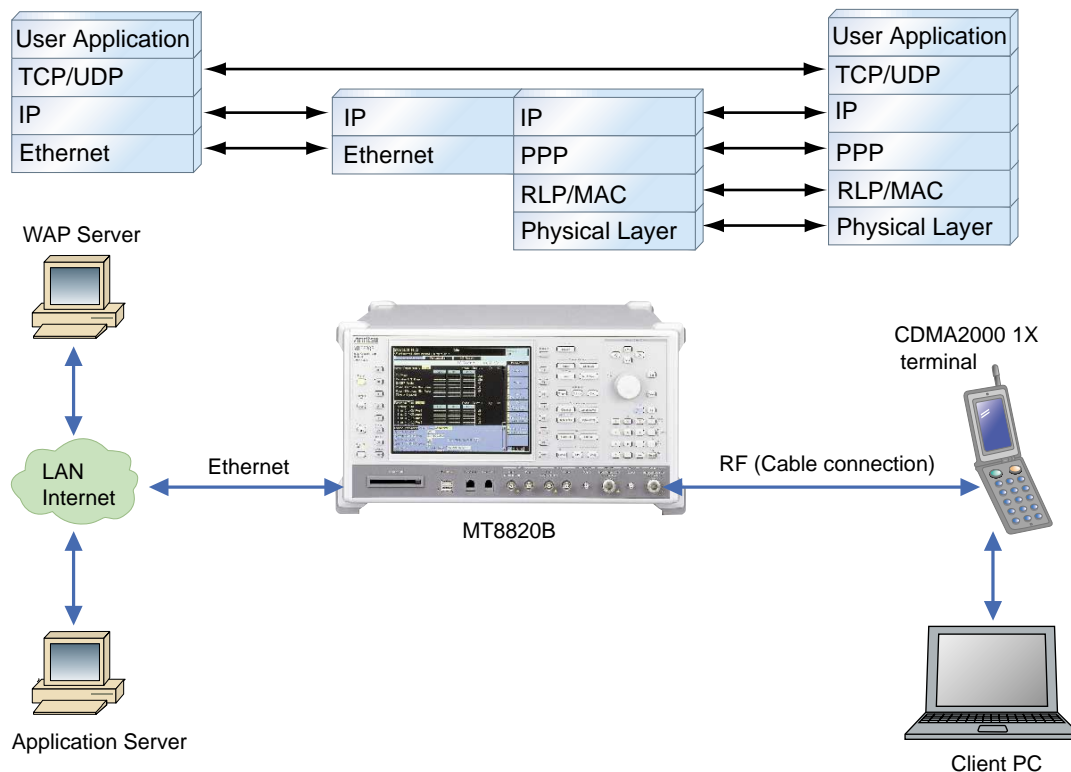 User Application
TCP/UDP
IP
Ethernet
IP
Ethernet
IP
PPP
RLP/MAC
Physical Layer
User Application
TCP/UDP
IP
PPP
RLP/MAC
Physical Layer
WAP Server
CDMA2000 1X
terminal
LAN
Internet
Ethernet
RF (Cable connection)
MT8820B
Application Server
Client PC